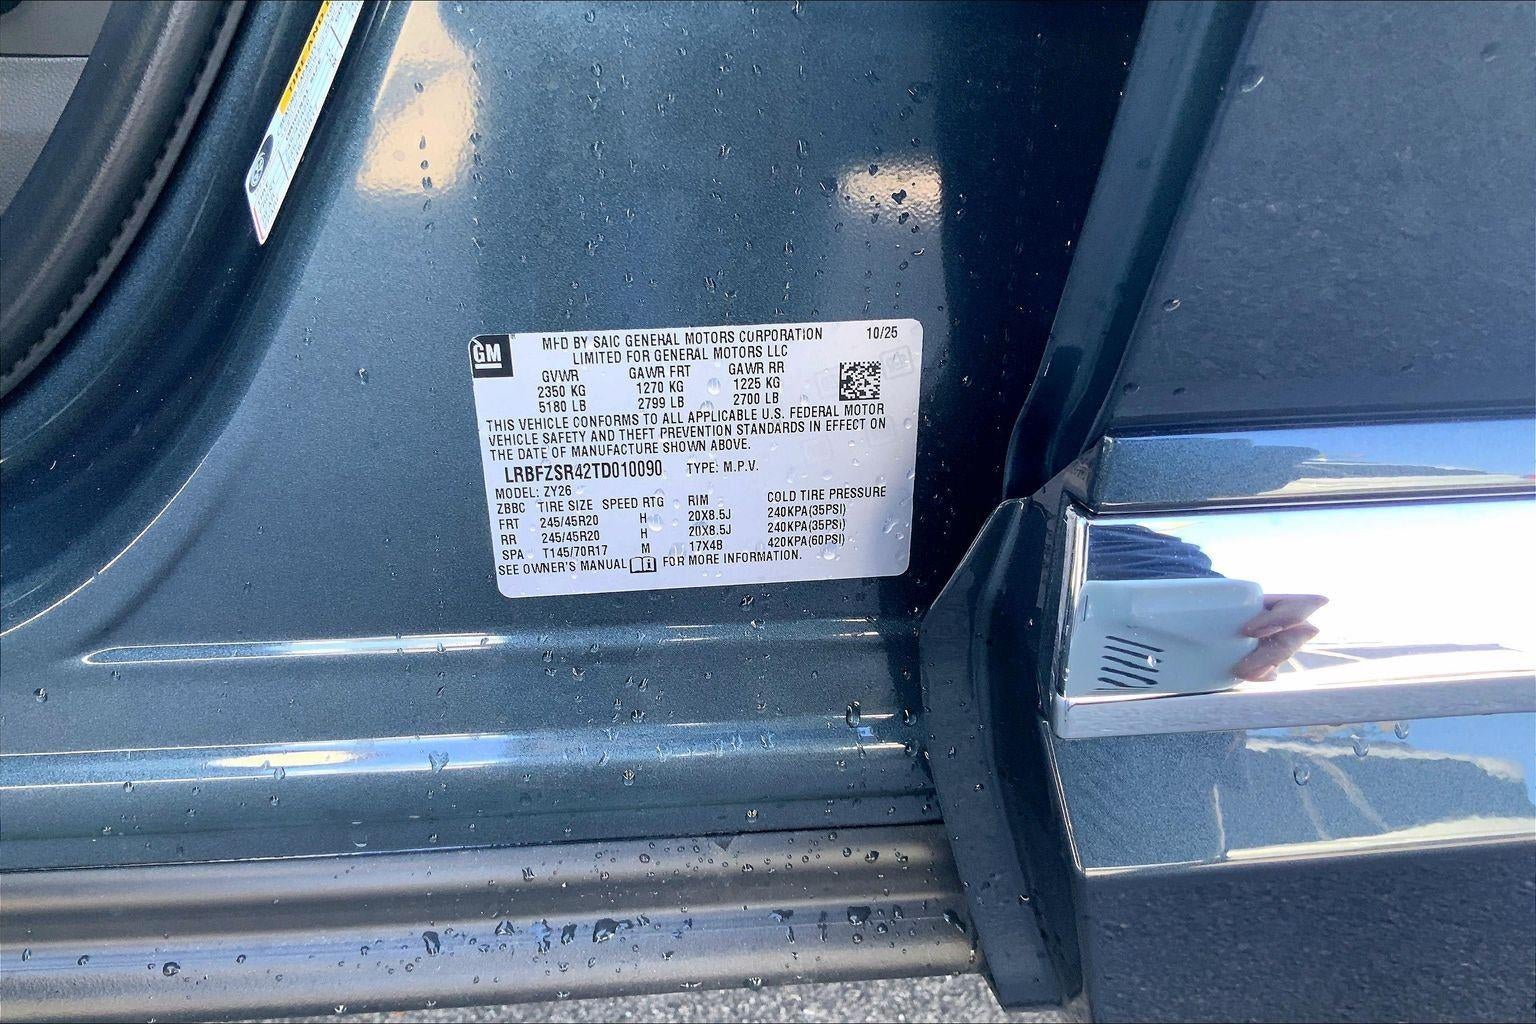 TIRE AND
GM
MFD BY SAIC GENERAL MOTORS CORPORATION 10/25
LIMITED FOR GENERAL MOTORS LLC
GVWR GAWR FRT GAWR RR
2350 KG 1270 KG 1225 KG
5180 LB 2799 LB 2700 LB
THIS VEHICLE CONFORMS TO ALL APPLICABLE U.S. FEDERAL MOTOR
VEHICLE SAFETY AND THEFT PREVENTION STANDARDS IN EFFECT ON
THE DATE OF MANUFACTURE SHOWN ABOVE.
LRBFZSR42TD010090 TYPE: M.P.V.
MODEL: ZY26
ZBBC TIRE SIZE SPEED RTG RIM COLD TIRE PRESSURE
FRT 245/45R20 H 20X8.5J 240KPA(35PSI)
RR 245/45R20 H 20X8.5J 240KPA(35PSI)
SPA T145/70R17 M 17X4B 420KPA(60PSI)
SEE OWNER'S MANUAL FOR MORE INFORMATION.